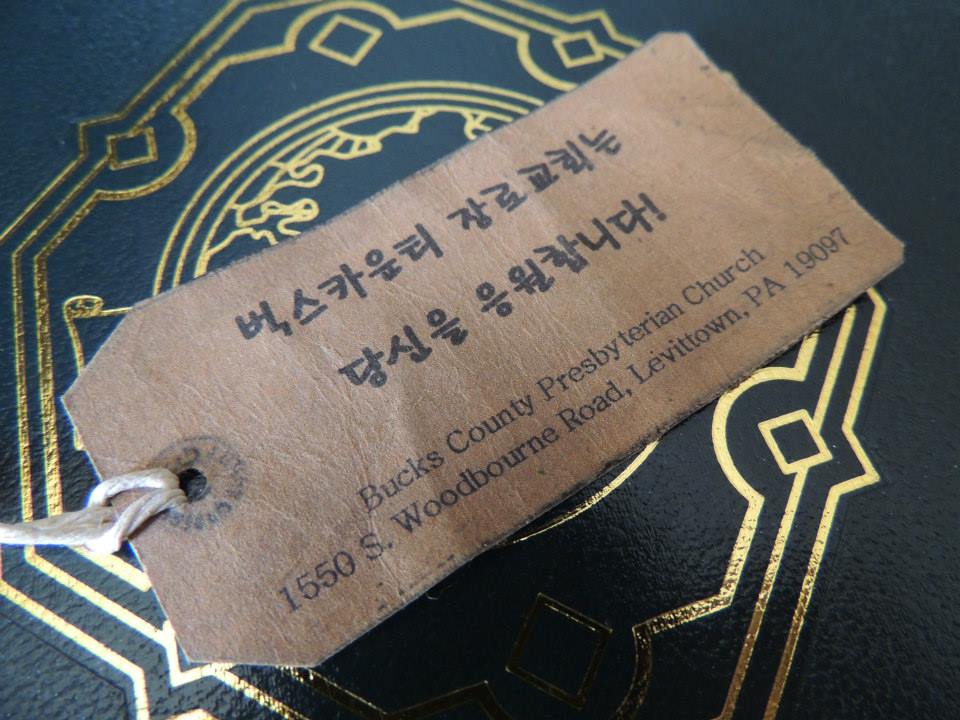 벅스카운티 장로교회는
당신을 응원합니다!
Bucks County Presbyterian Church
1550 S. Woodbourne Road, Levittown, PA 19097